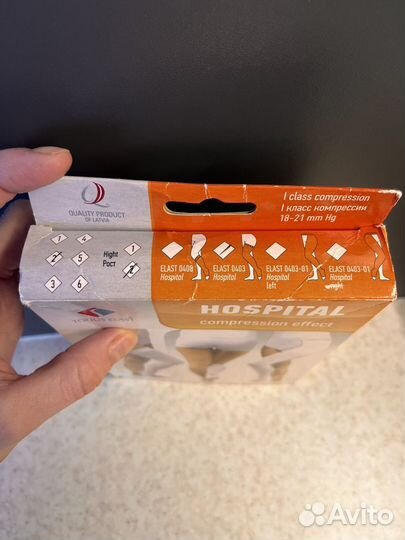 QUALITY PRODUCT
OF LATVIA
I class compression
I класс компрессии
18-21 mm Hg
1 4
2 5
3 6
Hight
Рост
1
2
ELAST 0408
Hospital
ELAST 0403
Hospital
ELAST 0403-01
Hospital
left
ELAST 0403-01
Hospital
right
HOSPITAL
compression effect
Avito